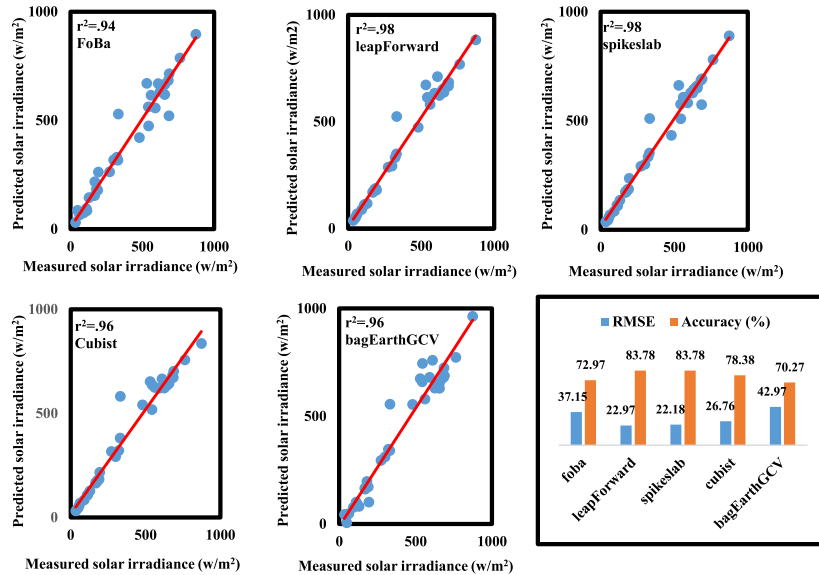 r²=.94
FoBa
Predicted solar irradiance (w/m²)
1000
500
0
0 500 1000
Measured solar irradiance (w/m²)
r²=.98
leapForward
Predicted solar irradiance (w/m2)
1000
500
0
0 500 1000
Measured solar irradiance (w/m²)
r²=.98
spikeslab
Predicted solar irradiance (w/m²)
1000
500
0
0 500 1000
Measured solar irradiance (w/m²)
r²=.96
Cubist
Predicted solar irradiance (w/m²)
1000
500
0
0 500 1000
Measured solar irradiance (w/m²)
r²=.96
bagEarthGCV
Predicted solar irradiance (w/m²)
1000
500
0
0 500 1000
Measured solar irradiance (w/m²)
RMSE Accuracy (%)
37.15 72.97 22.97 83.78 22.18 83.78 26.76 78.38 42.97 70.27
foba leapForward spikeslab cubist bagEarthGCV